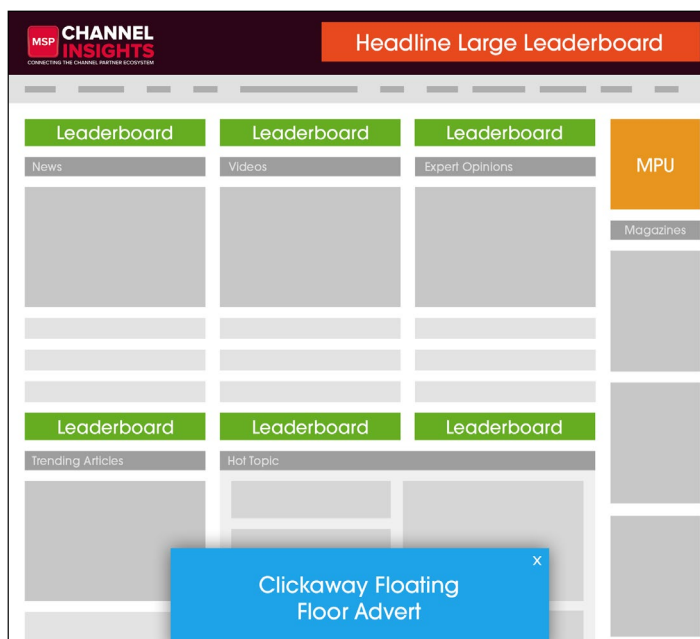 MSP CHANNEL
INSIGHTS
CONNECTING THE CHANNEL PARTNER ECOSYSTEM
Headline Large Leaderboard
Leaderboard
Leaderboard
Leaderboard
MPU
News
Videos
Expert Opinions
Magazines
Leaderboard
Leaderboard
Leaderboard
Trending Articles
Hot Topic
X
Clickaway Floating
Floor Advert